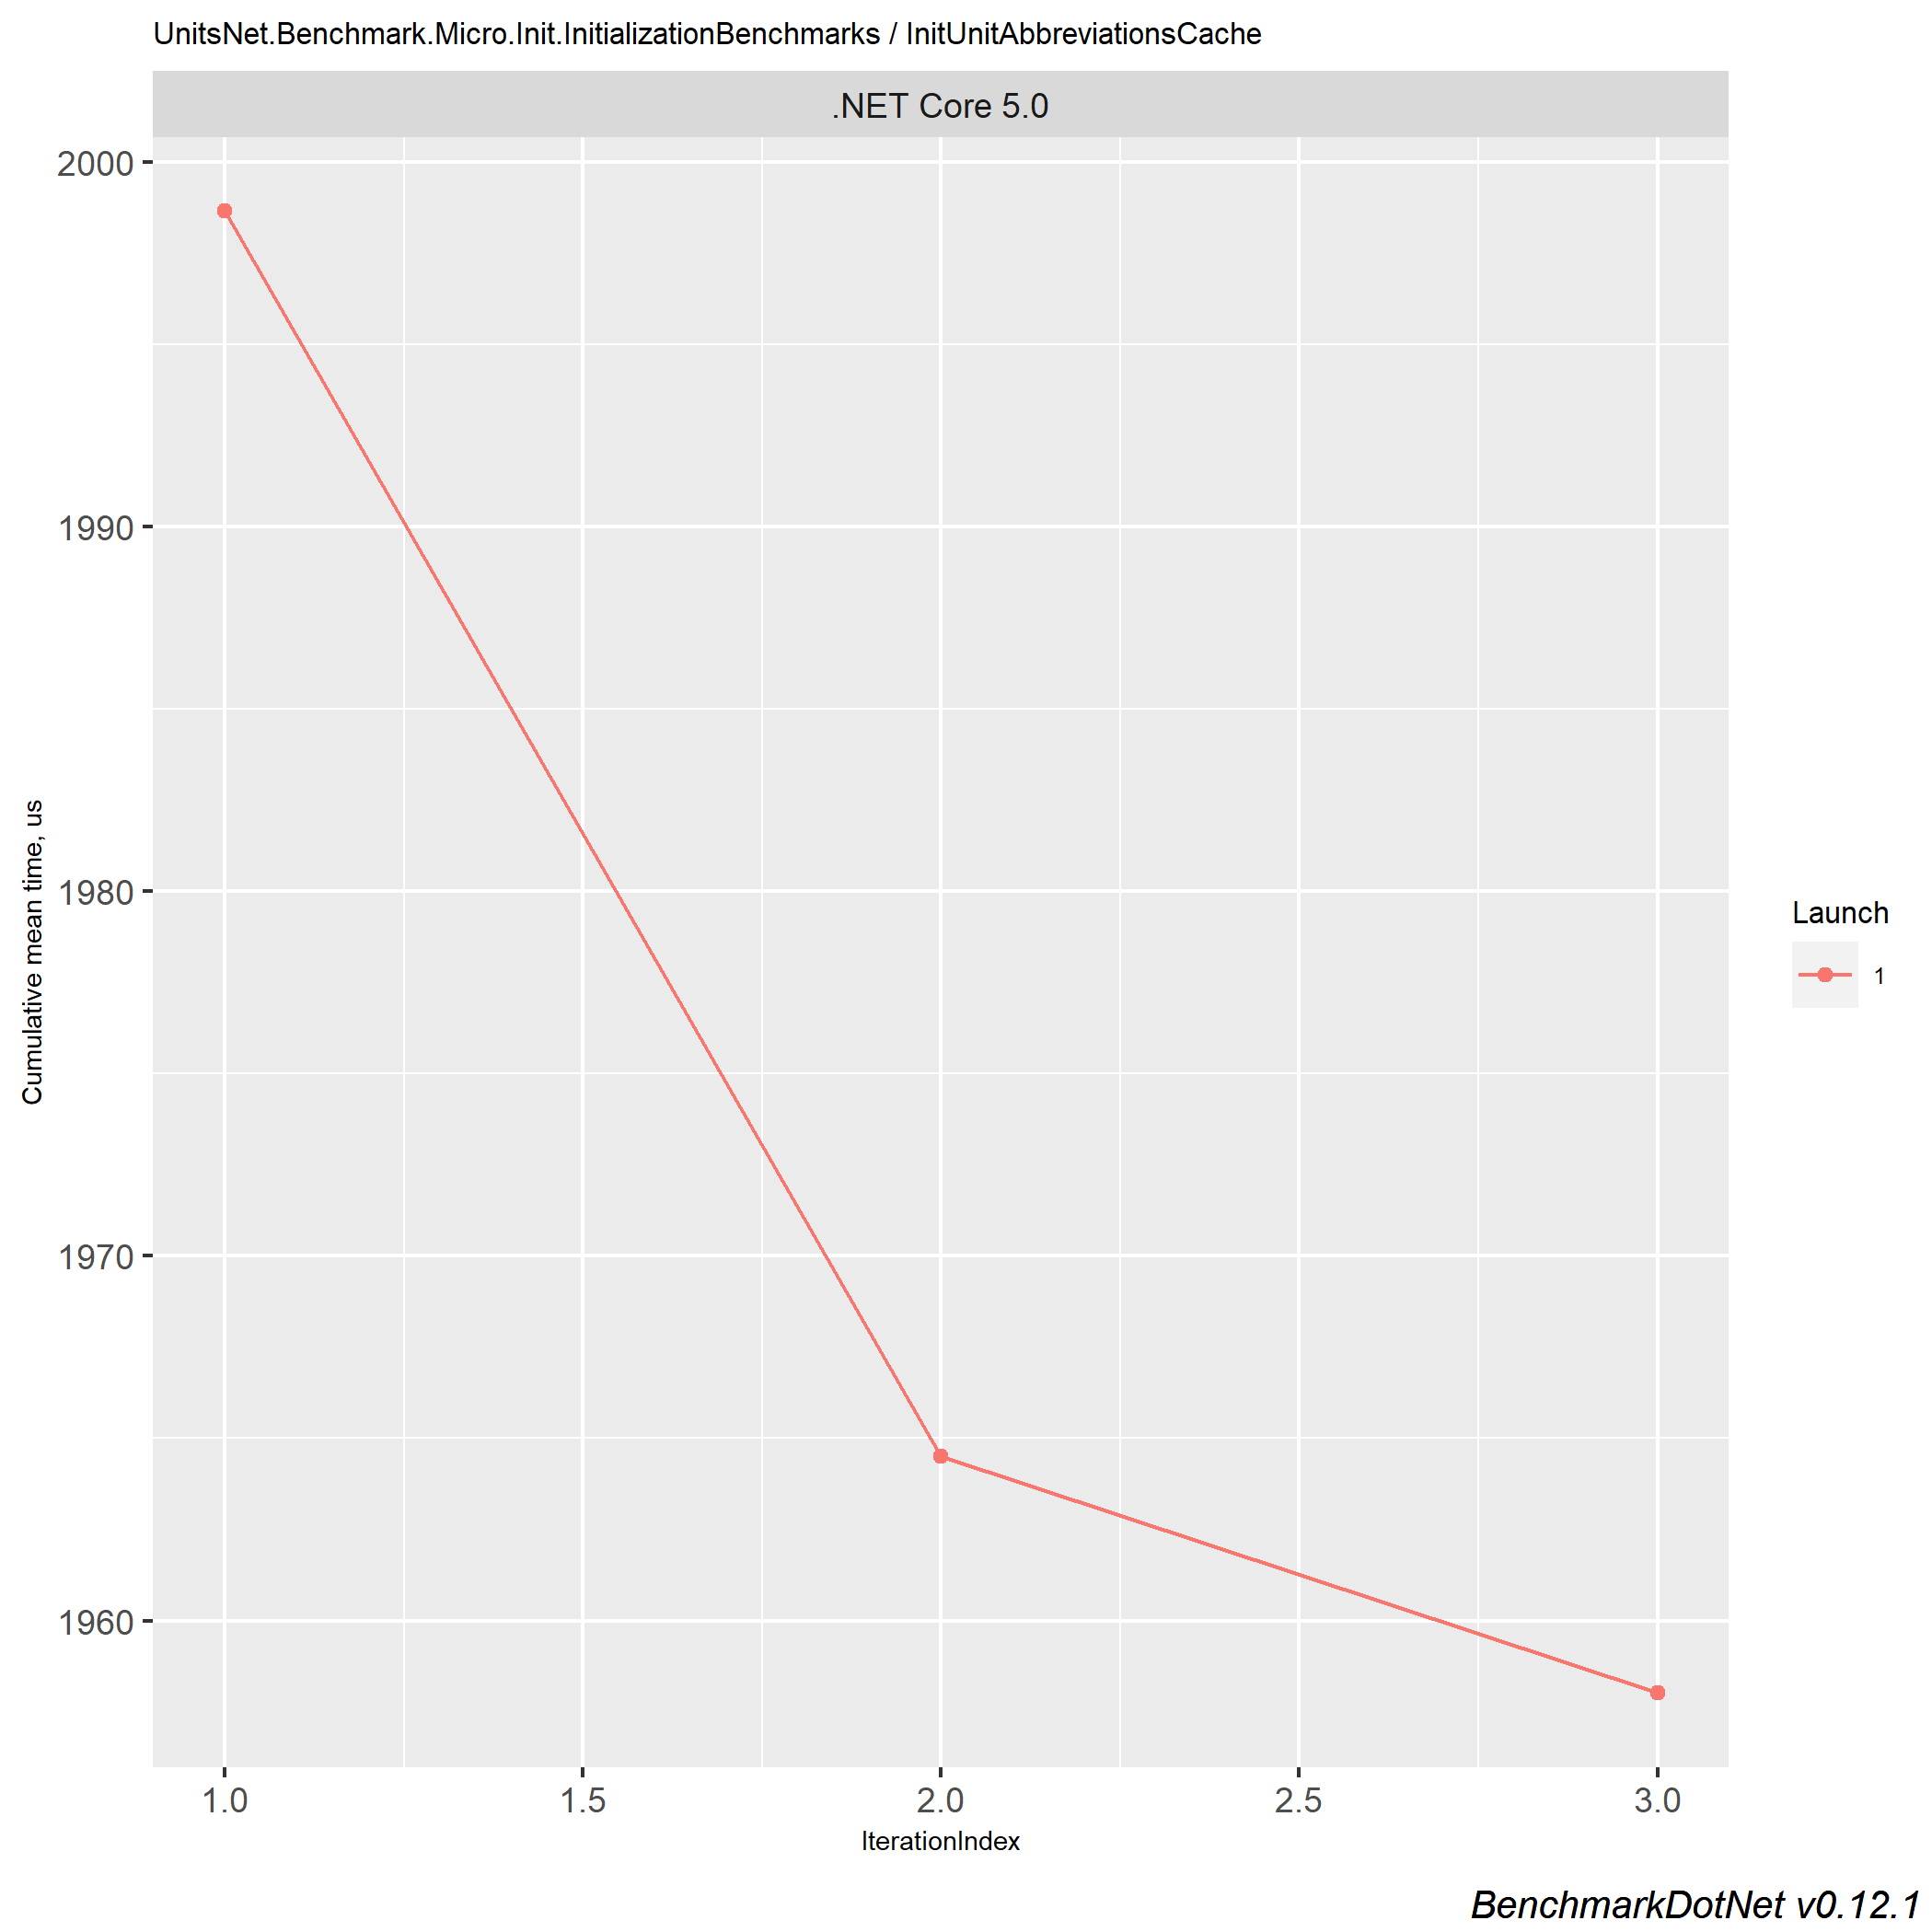 UnitsNet.Benchmark.Micro.Init.InitializationBenchmarks / InitUnitAbbreviationsCache
.NET Core 5.0
2000
1990
1980
1970
1960
Cumulative mean time, us
1.0 1.5 2.0 2.5 3.0
IterationIndex
Launch
1
BenchmarkDotNet v0.12.1